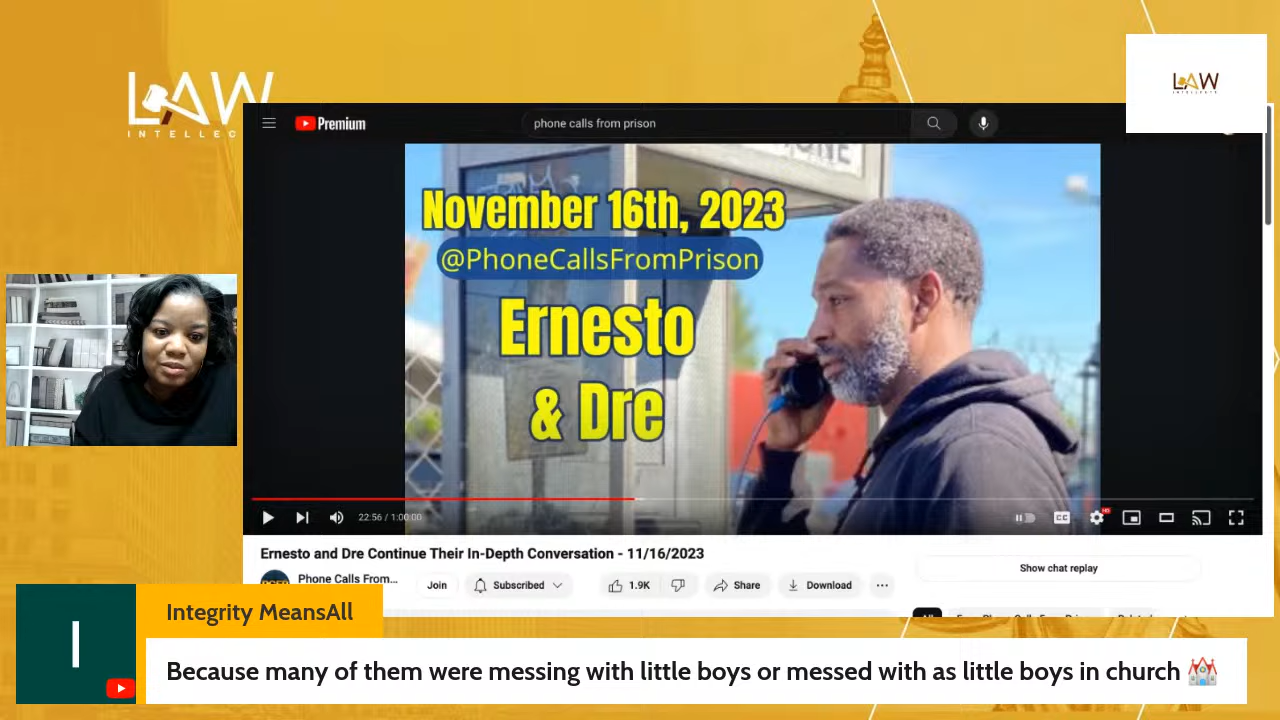 LAW
INTELLEC
LAW
INTELLECTS
Premium
phone calls from prison
November 16th, 2023
@PhoneCallsFromPrison
Ernesto
& Dre
22:56 / 1:00:00
CC
HD
Ernesto and Dre Continue Their In-Depth Conversation - 11/16/2023
Phone Calls From...
Join
Subscribed
1.9K
Share
Download
Show chat replay
I
Integrity MeansAll
Because many of them were messing with little boys or messed with as little boys in church